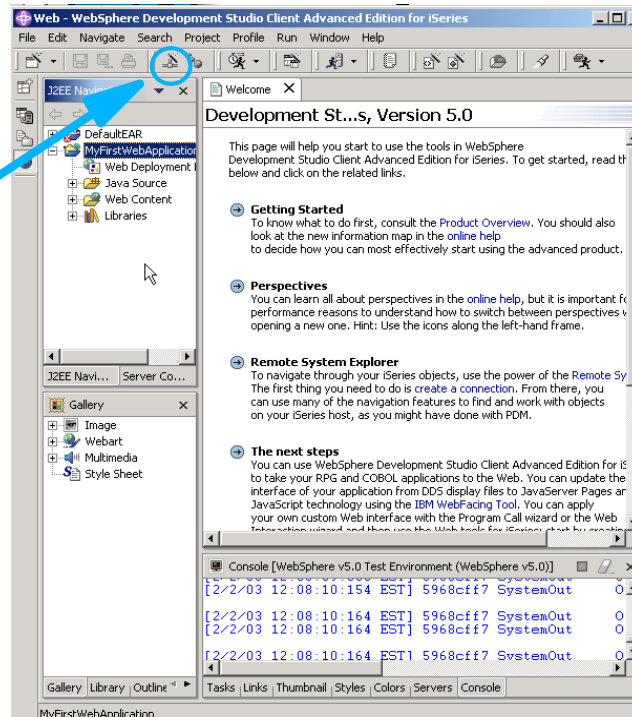 Web - WebSphere Development Studio Client Advanced Edition for iSeries
File Edit Navigate Search Project Profile Run Window Help
J2EE Navig
Welcome
Development St...s, Version 5.0
DefaultEAR
MyFirstWebApplication
Web Deployment
Java Source
Web Content
Libraries
This page will help you start to use the tools in WebSphere
Development Studio Client Advanced Edition for iSeries. To get started, read th
below and click on the related links.
Getting Started
To know what to do first, consult the Product Overview. You should also
look at the new information map in the online help
to decide how you can most effectively start using the advanced product.
Perspectives
You can learn all about perspectives in the online help, but it is important fo
performance reasons to understand how to switch between perspectives
opening a new one. Hint: Use the icons along the left-hand frame.
Remote System Explorer
To navigate through your iSeries objects, use the power of the Remote Sy
The first thing you need to do is create a connection. From there, you
can use many of the navigation features to find and work with objects
on your iSeries host, as you might have done with PDM.
The next steps
You can use WebSphere Development Studio Client Advanced Edition for iS
to take your RPG and COBOL applications to the Web. You can update the
interface of your application from DDS display files to JavaServer Pages an
JavaScript technology using the IBM WebFacing Tool. You can apply
your own custom Web interface with the Program Call wizard or the Web
Interaction wizard and then use the Web tools for iSeries: start by creating
J2EE Navi... Server Co...
Gallery
Image
Webart
Multimedia
Style Sheet
Gallery Library Outline
Console [WebSphere v5.0 Test Environment (WebSphere v5.0)]
[2/2/03 12:08:10:154 EST] 5968cff7 SystemOut O
[2/2/03 12:08:10:164 EST] 5968cff7 SystemOut O
[2/2/03 12:08:10:164 EST] 5968cff7 SystemOut O
[2/2/03 12:08:10:164 EST] 5968cff7 SystemOut O
Tasks Links Thumbnail Styles Colors Servers Console
MyFirstWebApplication